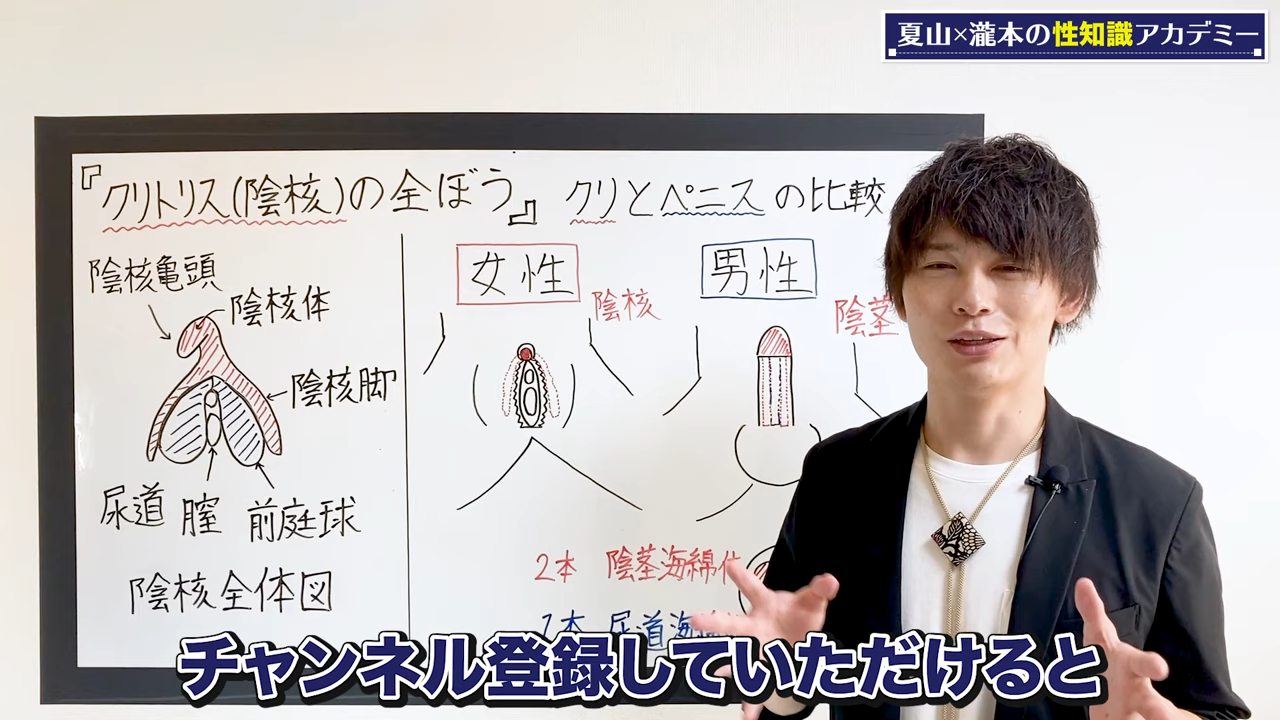 夏山×瀧本の性知識アカデミー
『クリトリス(陰核)の全ぼう』 クリとペニスの比較
陰核亀頭
陰核体
陰核脚
尿道 膣 前庭球
陰核全体図
女性
陰核
男性
陰茎
2本 陰茎海綿体
1本 尿道海綿
チャンネル登録していただけると